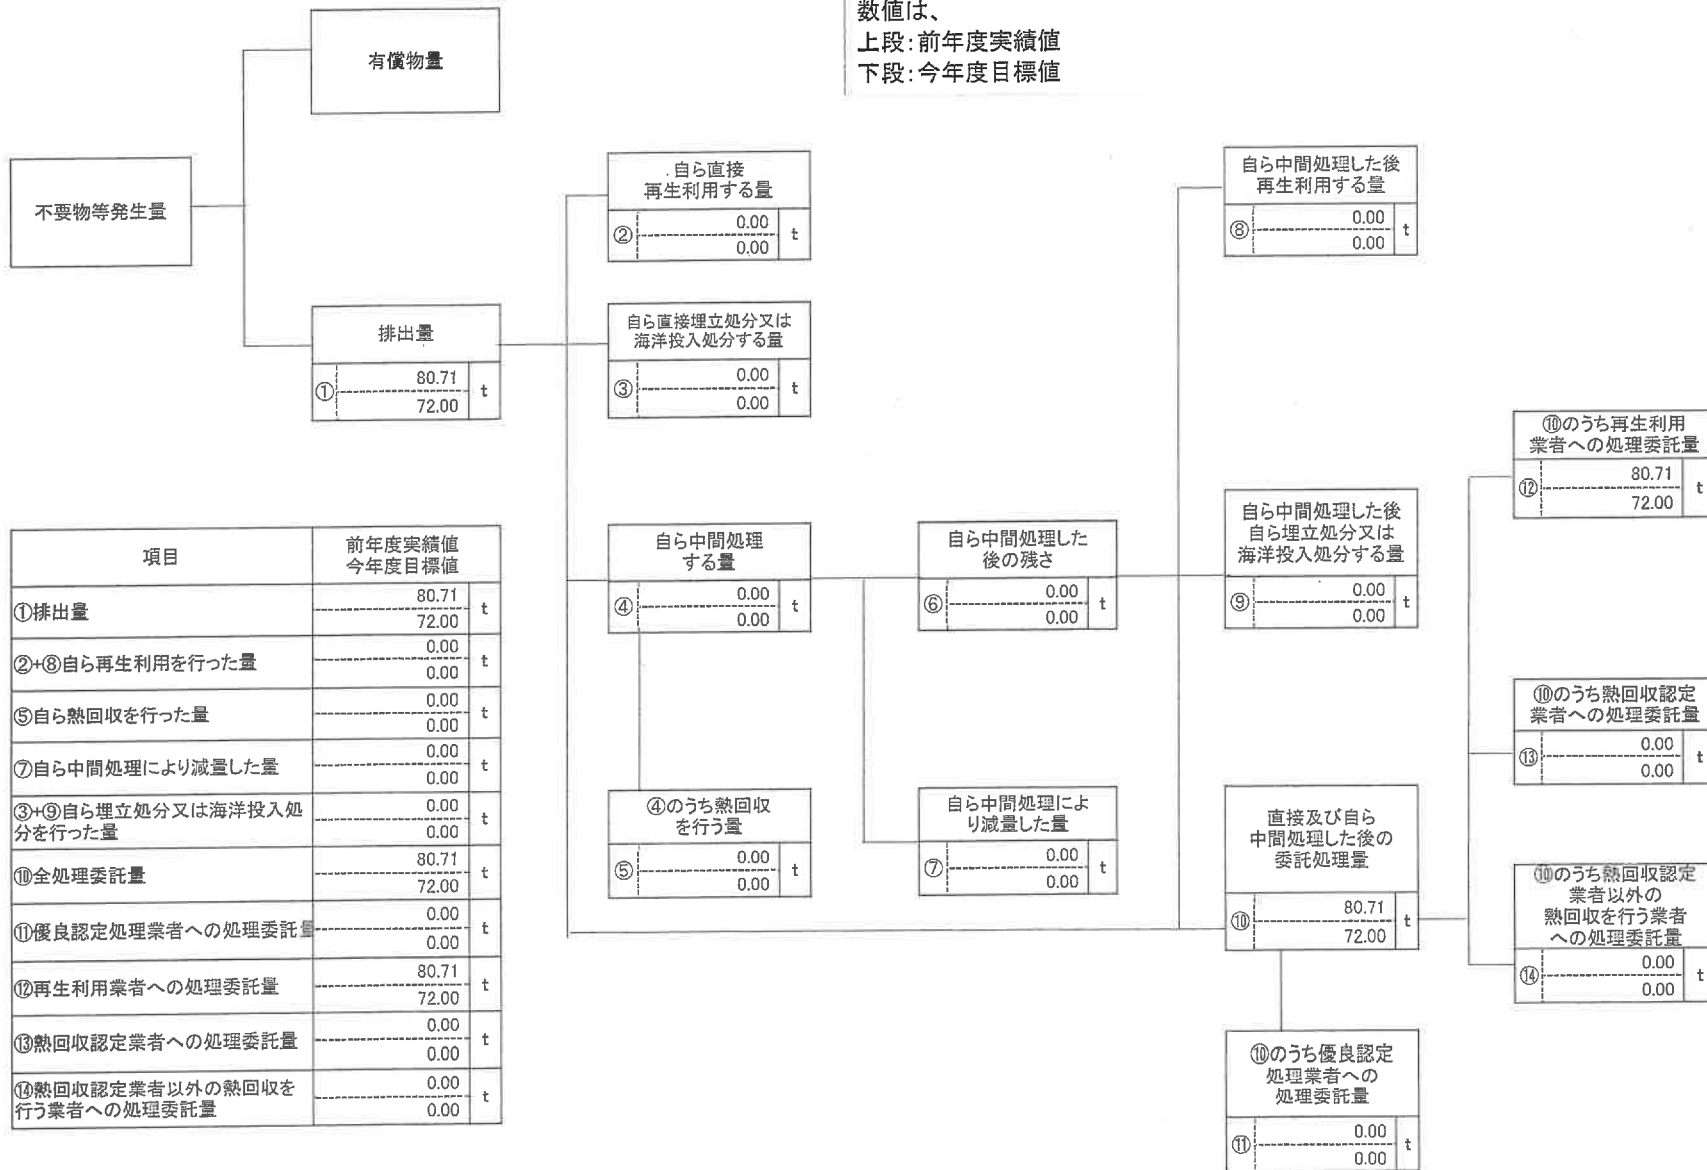 数値は、
上段：前年度実績値
下段：今年度目標値
有償物量
不要物等発生量
排出量
①
80.71
72.00
t
自ら直接
再生利用する量
②
0.00
0.00
t
自ら直接埋立処分又は
海洋投入処分する量
③
0.00
0.00
t
自ら中間処理
する量
④
0.00
0.00
t
④のうち熱回収
を行う量
⑤
0.00
0.00
t
自ら中間処理した
後の残さ
⑥
0.00
0.00
t
自ら中間処理によ
り減量した量
⑦
0.00
0.00
t
自ら中間処理した後
再生利用する量
⑧
0.00
0.00
t
自ら中間処理した後
自ら埋立処分又は
海洋投入処分する量
⑨
0.00
0.00
t
直接及び自ら
中間処理した後の
委託処理量
⑩
80.71
72.00
t
⑩のうち優良認定
処理業者への
処理委託量
⑪
0.00
0.00
t
⑩のうち再生利用
業者への処理委託量
⑫
80.71
72.00
t
⑩のうち熱回収認定
業者への処理委託量
⑬
0.00
0.00
t
⑩のうち熱回収認定
業者以外の
熱回収を行う業者
への処理委託量
⑭
0.00
0.00
t
項目
前年度実績値
今年度目標値
①排出量
80.71
72.00
t
②+⑧自ら再生利用を行った量
0.00
0.00
t
⑤自ら熱回収を行った量
0.00
0.00
t
⑦自ら中間処理により減量した量
0.00
0.00
t
③+⑨自ら埋立処分又は海洋投入処
分を行った量
0.00
0.00
t
⑩全処理委託量
80.71
72.00
t
⑪優良認定処理業者への処理委託量
0.00
0.00
t
⑫再生利用業者への処理委託量
80.71
72.00
t
⑬熱回収認定業者への処理委託量
0.00
0.00
t
⑭熱回収認定業者以外の熱回収を
行う業者への処理委託量
0.00
0.00
t